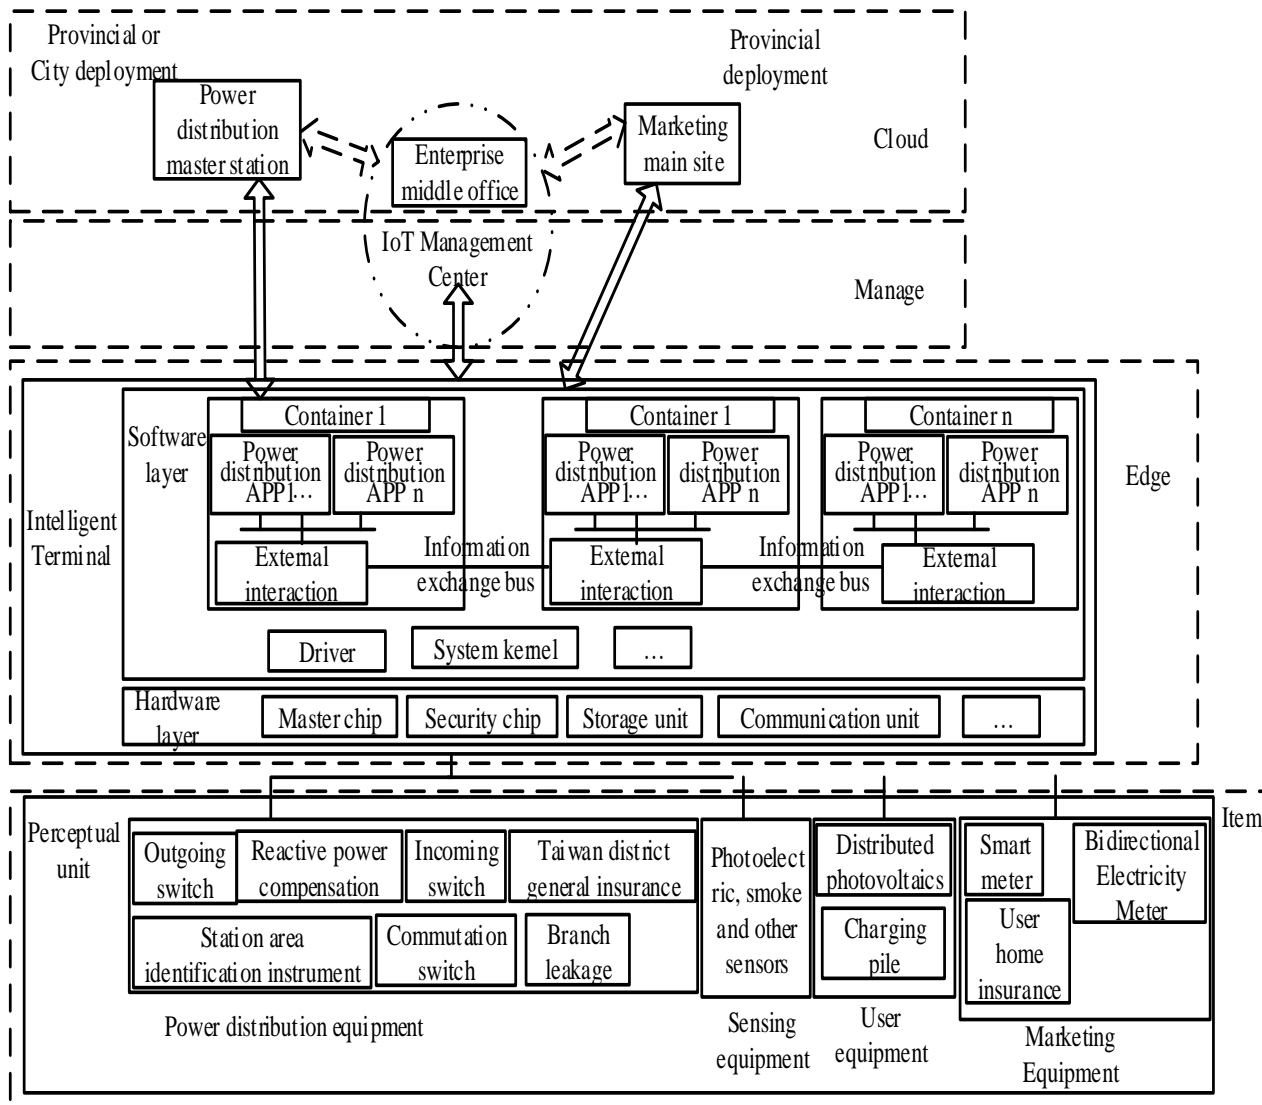 Provincial or
City deployment
Provincial
deployment
Power
distribution
master station
Enterprise
middle office
Marketing
main site
Cloud
IoT Management
Center
Manage
Intelligent
Terminal
Software
layer
Container 1
Power
distribution
APP1…
Power
distribution
APP n
External
interaction
Information
exchange bus
Container 1
Power
distribution
APP1…
Power
distribution
APP n
External
interaction
Information
exchange bus
Container n
Power
distribution
APP1…
Power
distribution
APP n
External
interaction
Edge
Driver
System kernel
…
Hardware
layer
Master chip
Security chip
Storage unit
Communication unit
…
Perceptual
unit
Item
Outgoing
switch
Reactive power
compensation
Incoming
switch
Taiwan district
general insurance
Station area
identification instrument
Commutation
switch
Branch
leakage
Power distribution equipment
Photoelect
ric, smoke
and other
sensors
Sensing
equipment
Distributed
photovoltaics
Charging
pile
User
equipment
Smart
meter
Bidirectional
Electricity
Meter
User
home
insurance
Marketing
Equipment